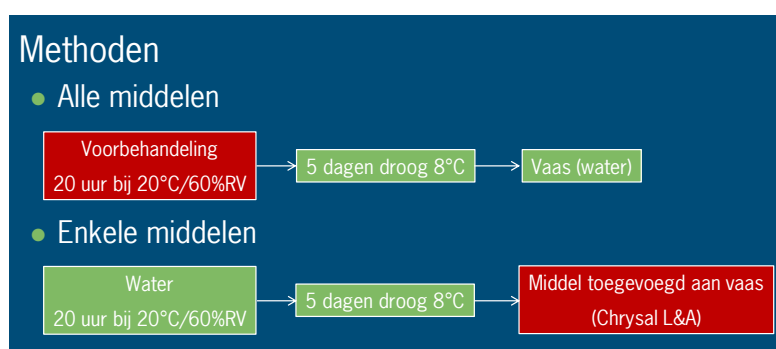 Methoden
Alle middelen
Voorbehandeling
20 uur bij 20°C/60%RV
5 dagen droog 8°C
Vaas (water)
Enkele middelen
Water
20 uur bij 20°C/60%RV
5 dagen droog 8°C
Middel toegevoegd aan vaas
(Chrysal L&A)